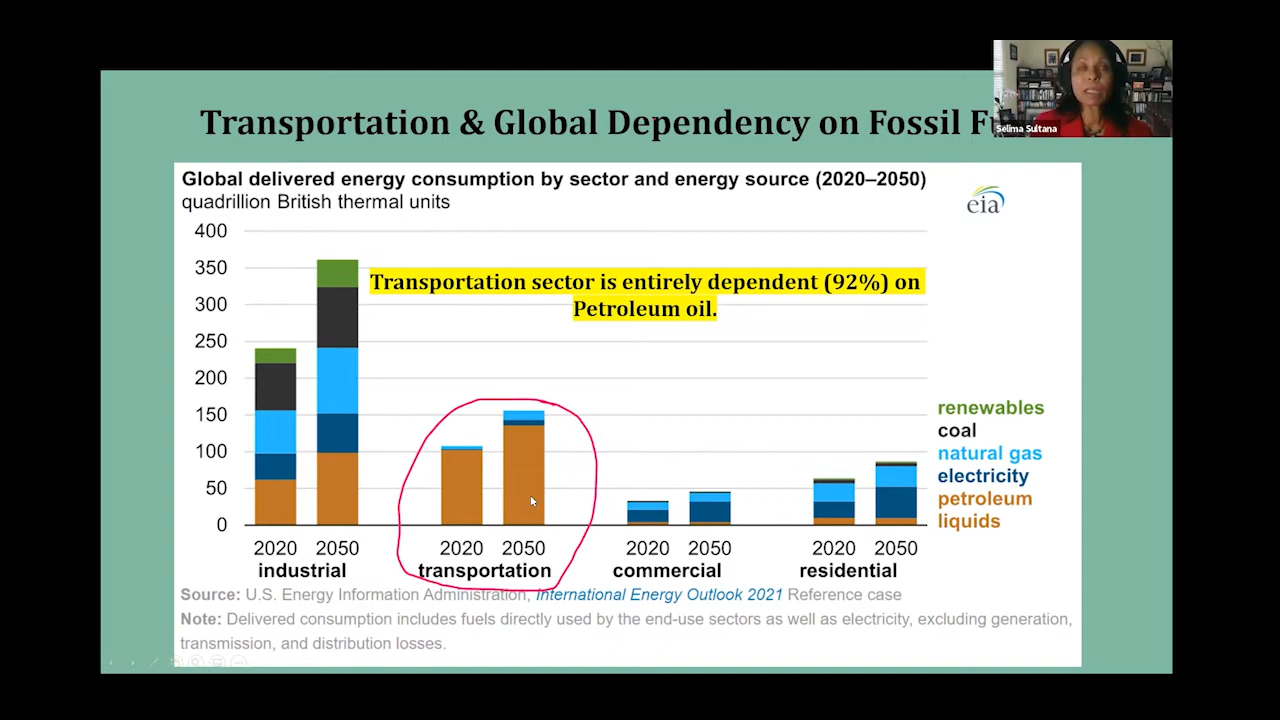 Transportation & Global Dependency on Fossil
Selima Sultana
Global delivered energy consumption by sector and energy source (2020–2050)
quadrillion British thermal units
eia
400
350
300
250
200
150
100
50
0
Transportation sector is entirely dependent (92%) on
Petroleum oil.
renewables
coal
natural gas
electricity
petroleum
liquids
2020 2050 2020 2050 2020 2050 2020 2050
industrial transportation commercial residential
Source: U.S. Energy Information Administration, International Energy Outlook 2021 Reference case
Note: Delivered consumption includes fuels directly used by the end-use sectors as well as electricity, excluding generation,
transmission, and distribution losses.